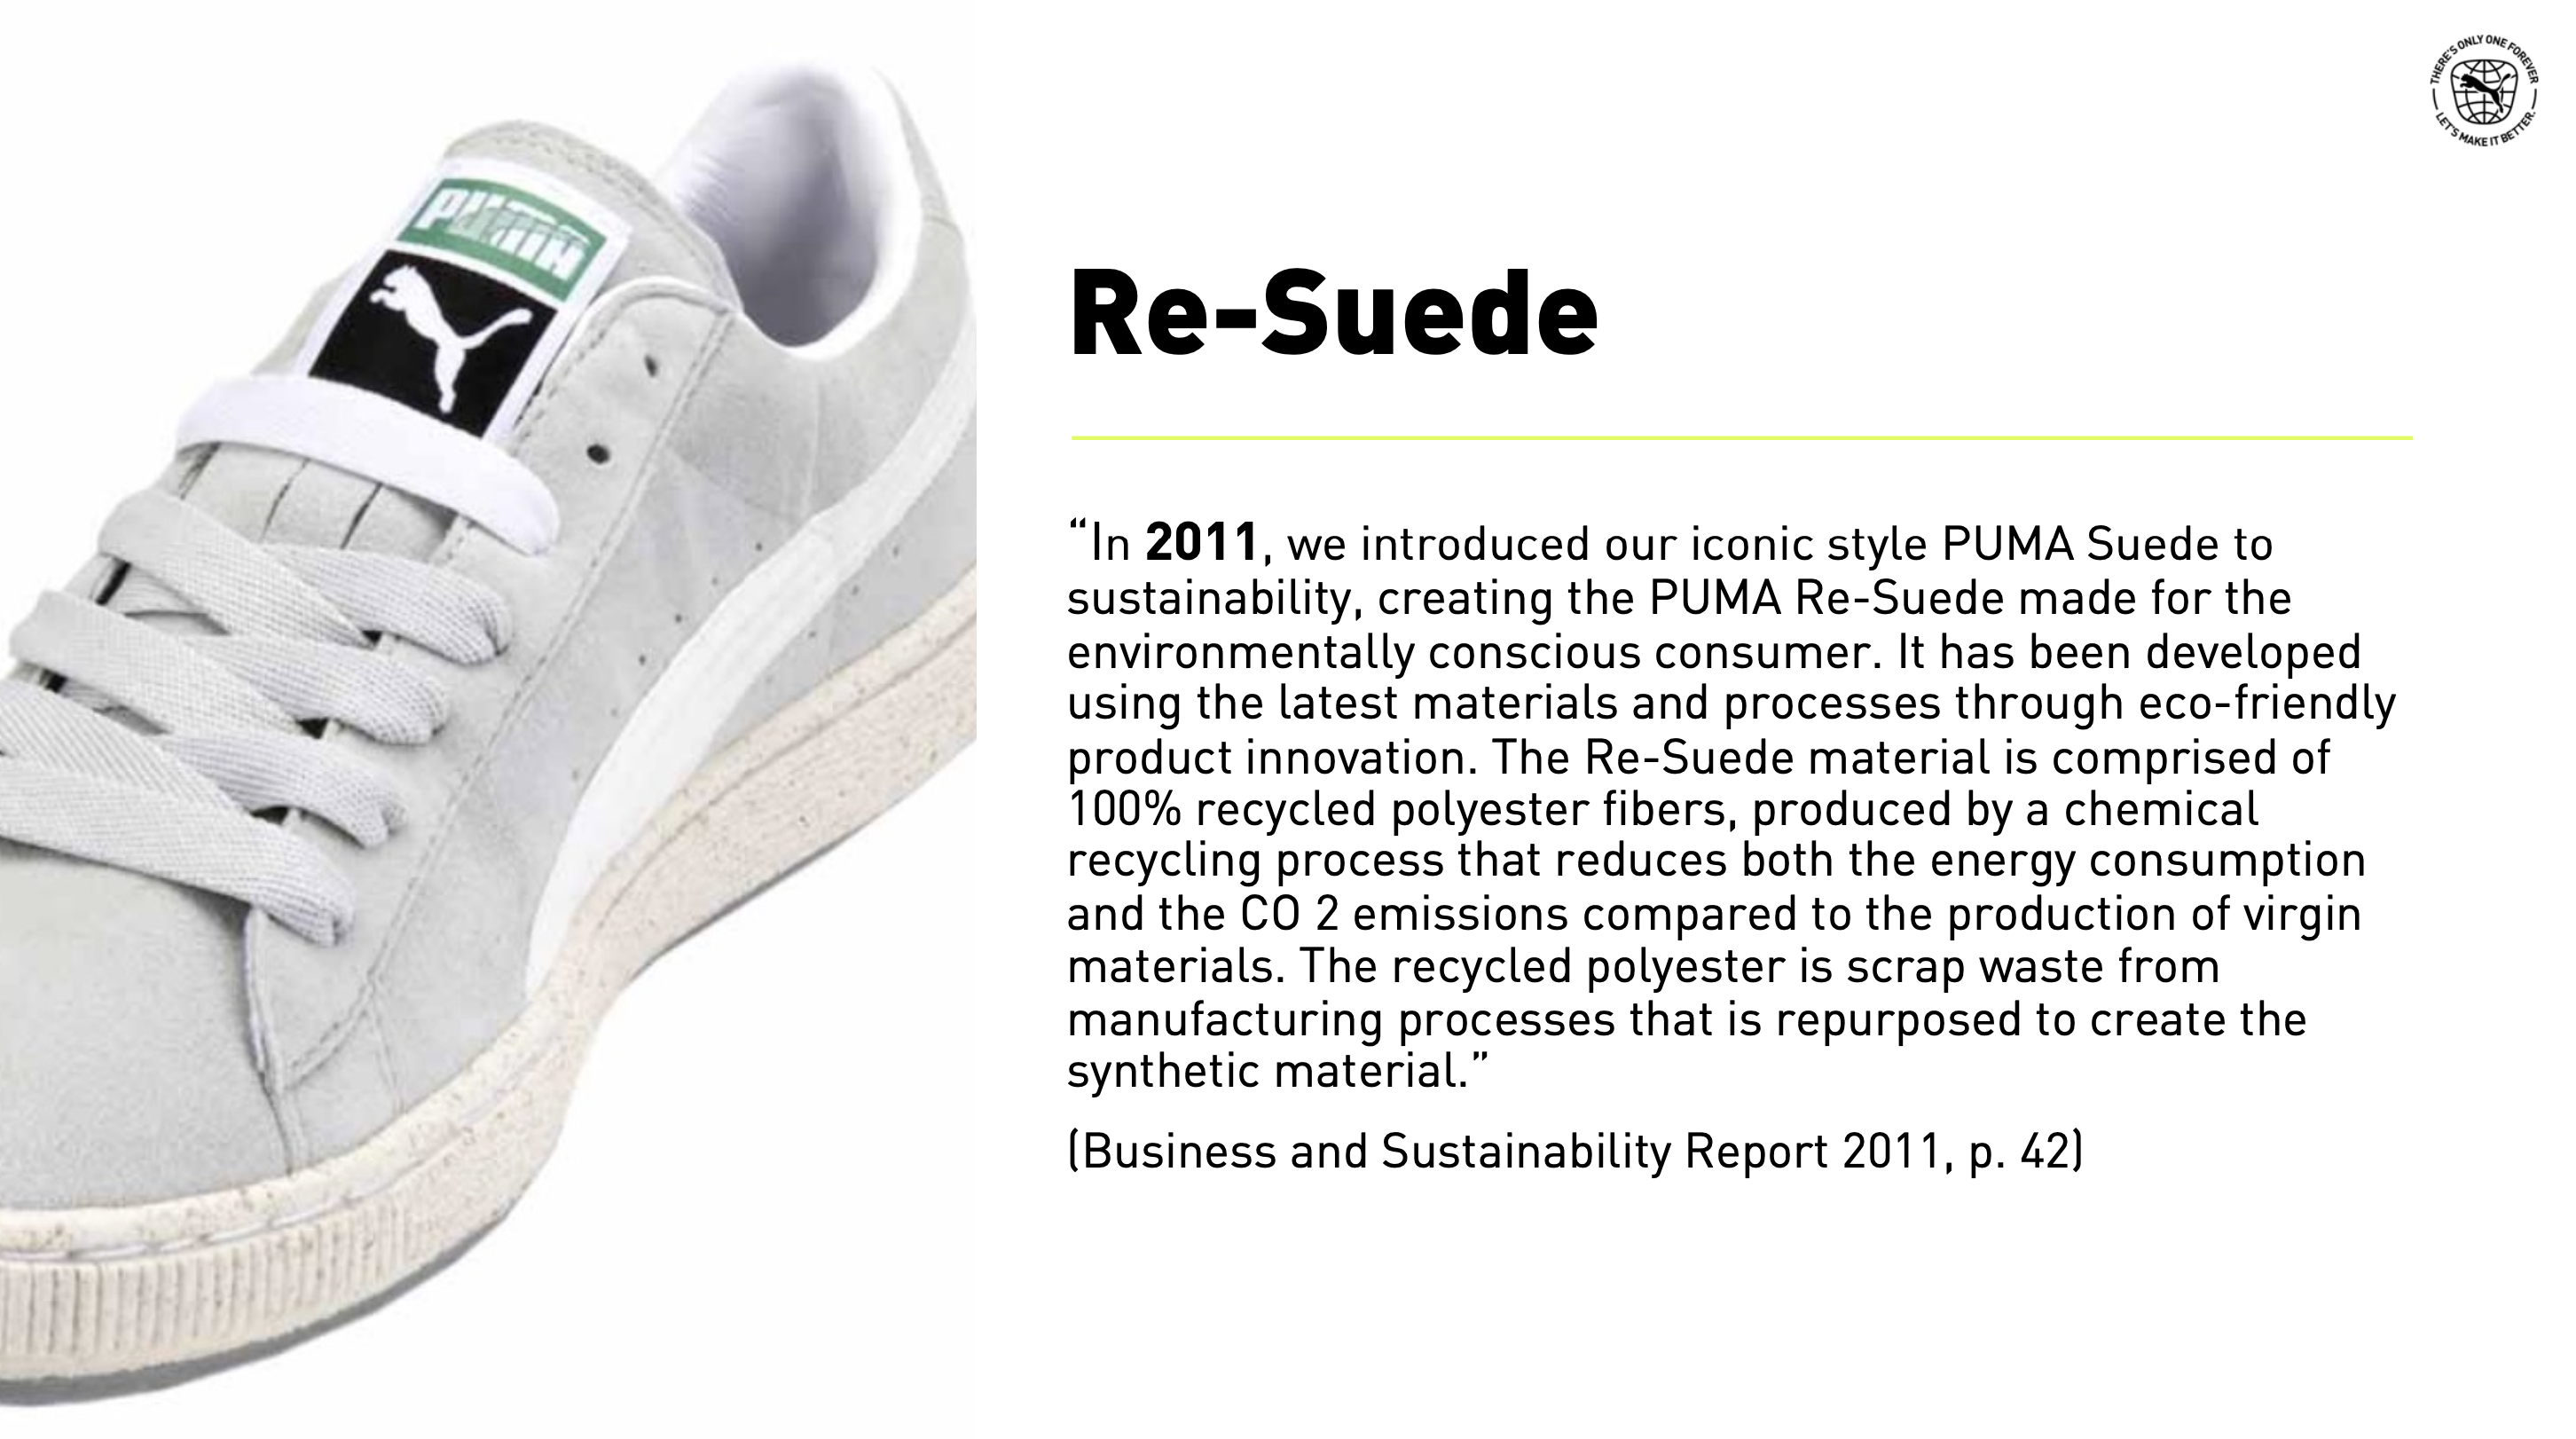 THERE'S ONLY ONE FOREVER
LET'S MAKE IT BETTER.
PUMA
Re-Suede
“In 2011, we introduced our iconic style PUMA Suede to
sustainability, creating the PUMA Re-Suede made for the
environmentally conscious consumer. It has been developed
using the latest materials and processes through eco-friendly
product innovation. The Re-Suede material is comprised of
100% recycled polyester fibers, produced by a chemical
recycling process that reduces both the energy consumption
and the CO 2 emissions compared to the production of virgin
materials. The recycled polyester is scrap waste from
manufacturing processes that is repurposed to create the
synthetic material.”
(Business and Sustainability Report 2011, p. 42)